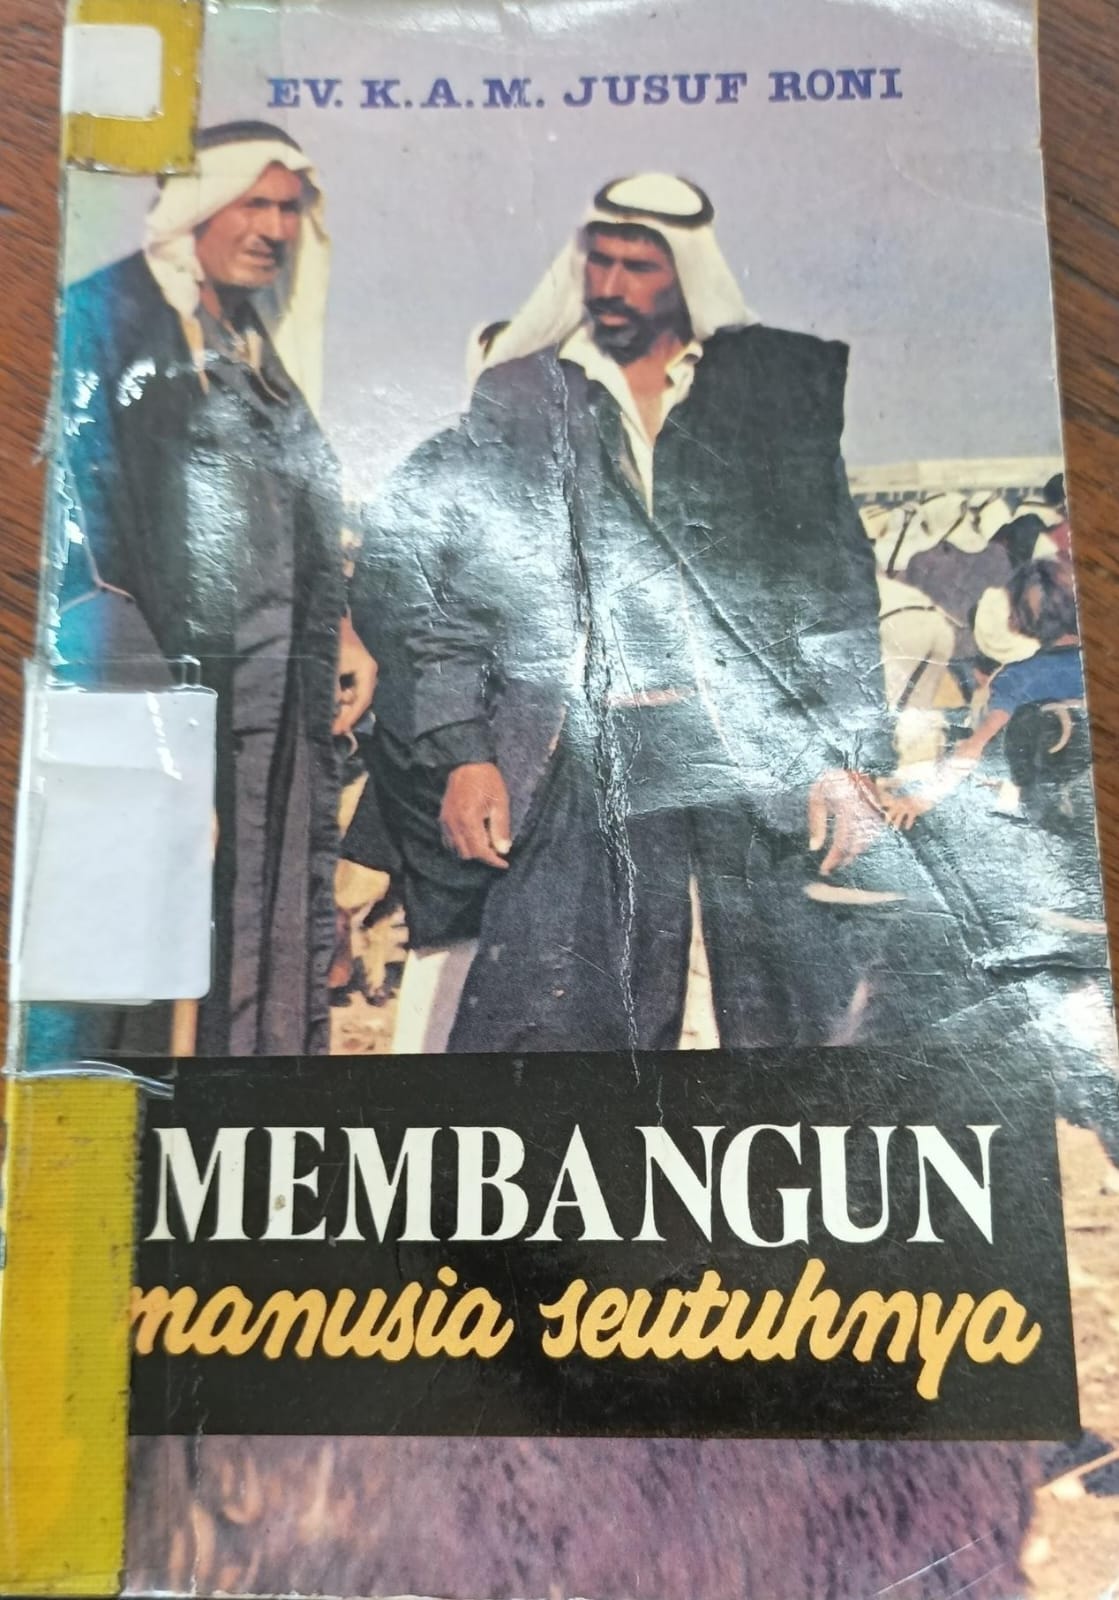 EV. K.A.M. JUSUF RONI
MEMBANGUN
manusia seutuhnya